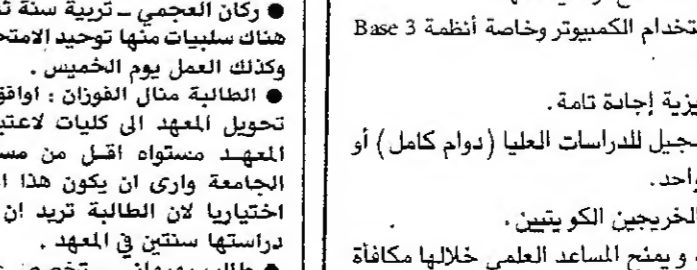 ● ركان العجمي ــ تربية سنة
هناك سلبيات منها توحيد الامتح
وكذلك العمل يوم الخميس .
● الطالبة منال الفوزان : اوافق
تحويل المعهد الى كليات لاعتب
المعهد مستواه اقل من مس
الجامعة وارى ان يكون هذا ا
اختياريا لان الطالبة تريد ان
دراستها سنتين في المعهد .
تخدام الكمبيوتر وخاصة أنظمة Base 3
يزية إجادة تامة .
جيل للدراسات العليا ( دوام كامل ) أو
واحد .
لخريجين الكويتيين .
و يمنح المساعد العلمي خلالها مكافأة